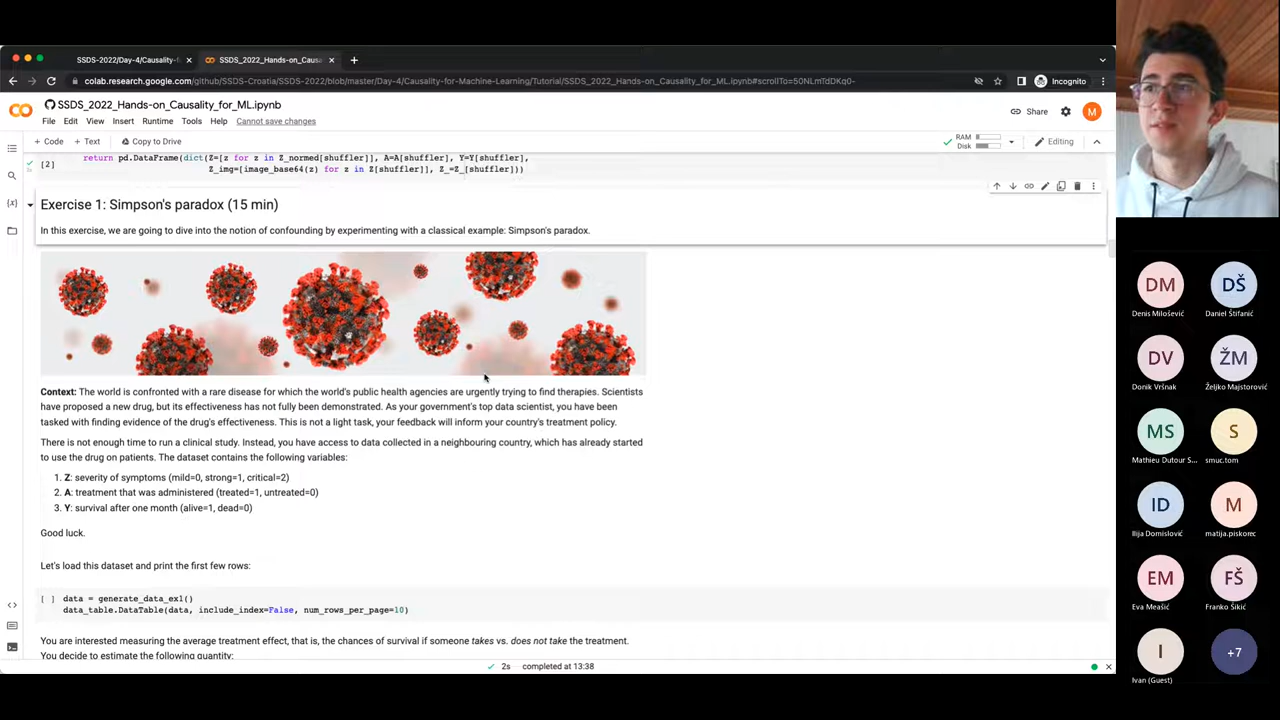 SSDS-2022/Day-4/Causality-f
SSDS_2022_Hands-on_Causality_
colab.research.google.com/github/SSDS-Croatia/SSDS-2022/blob/master/Day-4/Causality-for-Machine-Learning/Tutorial/SSDS_2022_Hands-on_Causality_for_ML.ipynb#scrollTo=50NLmTdDKq0-
Incognito
SSDS_2022_Hands-on_Causality_for_ML.ipynb
File Edit View Insert Runtime Tools Help Cannot save changes
Share
M
+ Code + Text Copy to Drive
RAM
Disk
Editing
return pd.DataFrame(dict(Z=[z for z in Z_normed[shuffler]], A=A[shuffler], Y=Y[shuffler],
[2]
Z_img=[image_base64(z) for z in Z[shuffler]], Z_=Z_[shuffler]))
Exercise 1: Simpson's paradox (15 min)
In this exercise, we are going to dive into the notion of confounding by experimenting with a classical example: Simpson's paradox.
Context: The world is confronted with a rare disease for which the world's public health agencies are urgently trying to find therapies. Scientists
have proposed a new drug, but its effectiveness has not fully been demonstrated. As your government's top data scientist, you have been
tasked with finding evidence of the drug's effectiveness. This is not a light task, your feedback will inform your country's treatment policy.
There is not enough time to run a clinical study. Instead, you have access to data collected in a neighbouring country, which has already started
to use the drug on patients. The dataset contains the following variables:
1. Z: severity of symptoms (mild=0, strong=1, critical=2)
2. A: treatment that was administered (treated=1, untreated=0)
3. Y: survival after one month (alive=1, dead=0)
Good luck.
Let's load this dataset and print the first few rows:
[ ] data = generate_data_ex1()
data_table.DataTable(data, include_index=False, num_rows_per_page=10)
You are interested measuring the average treatment effect, that is, the chances of survival if someone takes vs. does not take the treatment.
You decide to estimate the following quantity:
2s completed at 13:38
DM
DŠ
Denis Milošević
Daniel Štifanić
DV
ŽM
Donik Vršnak
Željko Majstorović
MS
S
Mathieu Dutour S...
smuc.tom
ID
M
Ilija Domislović
matija.piskorec
EM
FŠ
Eva Meašić
Franko Šikić
I
+7
Ivan (Guest)